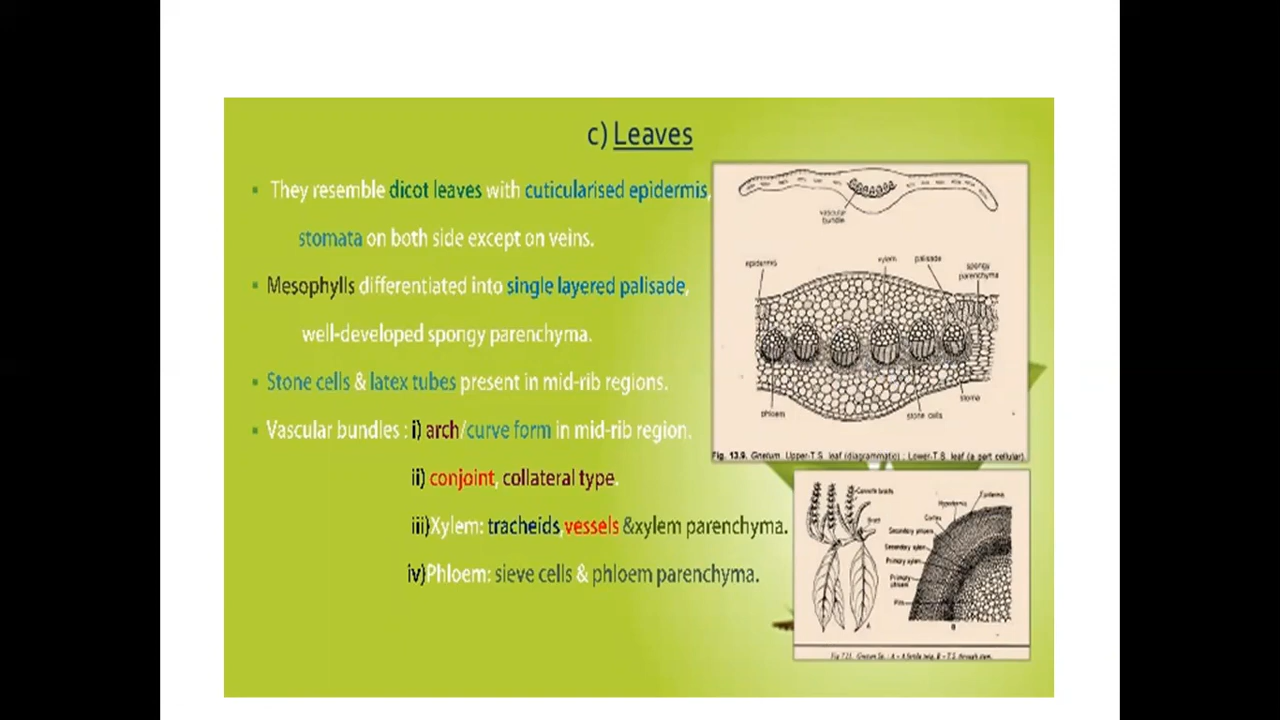 c) Leaves
▪ They resemble dicot leaves with cuticularised epidermis,
stomata on both side except on veins.
▪ Mesophylls differentiated into single layered palisade,
well-developed spongy parenchyma.
▪ Stone cells & latex tubes present in mid-rib regions.
▪ Vascular bundles : i) arch/curve form in mid-rib region.
ii) conjoint, collateral type.
iii)Xylem: tracheids,vessels &xylem parenchyma.
iv)Phloem: sieve cells & phloem parenchyma.
vascular
bundle
epidermis
xylem
palisade
spongy
parenchyma
phloem
stone cells
stoma
Fig. 13.9. Gnetum. Upper-T.S. leaf (diagrammatic) ; Lower-T.S. leaf (a part cellular).
Bract
Epidermis
Hypodermis
Cortex
Secondary phloem
Secondary xylem
Primary xylem
Primary
phloem
Pith
A
B